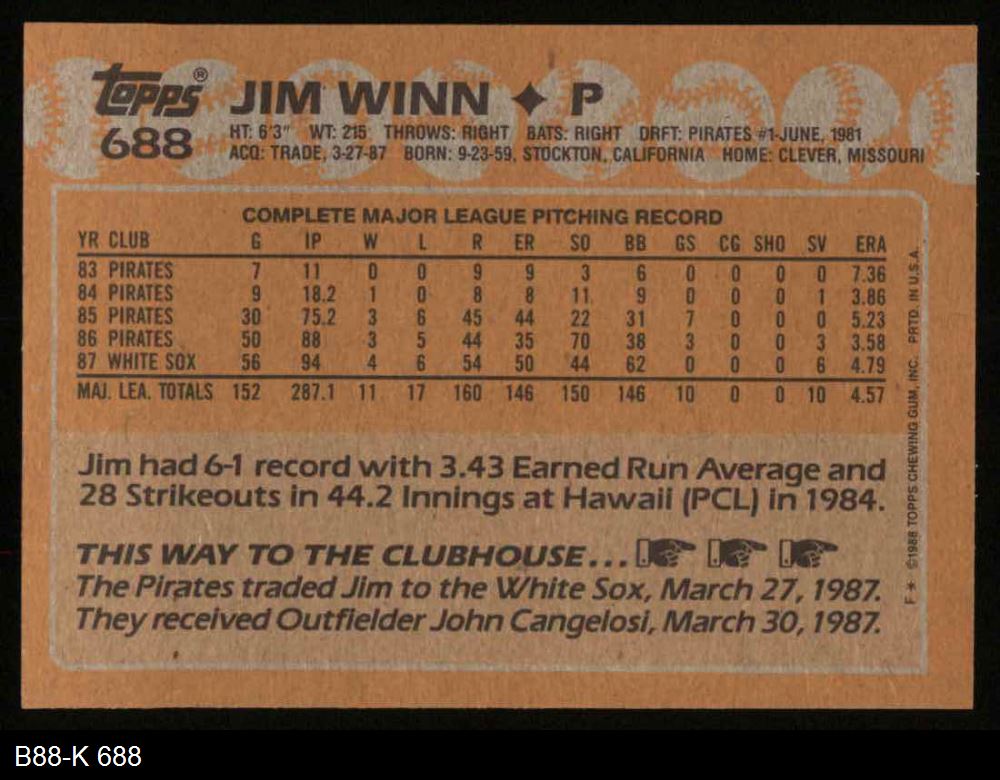 Topps® JIM WINN ✦ P
688
HT: 6'3" WT: 215 THROWS: RIGHT BATS: RIGHT DRFT: PIRATES #1-JUNE, 1981
ACQ: TRADE, 3-27-87 BORN: 9-23-59, STOCKTON, CALIFORNIA HOME: CLEVER, MISSOURI
COMPLETE MAJOR LEAGUE PITCHING RECORD
YR CLUB G IP W L R ER SO BB GS CG SHO SV ERA
83 PIRATES 7 11 0 0 9 9 3 6 0 0 0 0 7.36
84 PIRATES 9 18.2 1 0 8 8 11 9 0 0 0 1 3.86
85 PIRATES 30 75.2 3 6 45 44 22 31 7 0 0 0 5.23
86 PIRATES 50 88 3 5 44 35 70 38 3 0 0 3 3.58
87 WHITE SOX 56 94 4 6 54 50 44 62 0 0 0 6 4.79
MAJ. LEA. TOTALS 152 287.1 11 17 160 146 150 146 10 0 0 10 4.57
Jim had 6-1 record with 3.43 Earned Run Average and
28 Strikeouts in 44.2 Innings at Hawaii (PCL) in 1984.
THIS WAY TO THE CLUBHOUSE...
The Pirates traded Jim to the White Sox, March 27, 1987.
They received Outfielder John Cangelosi, March 30, 1987.
F ** ©1988 TOPPS CHEWING GUM, INC. PRTD. IN U.S.A.
B88-K 688